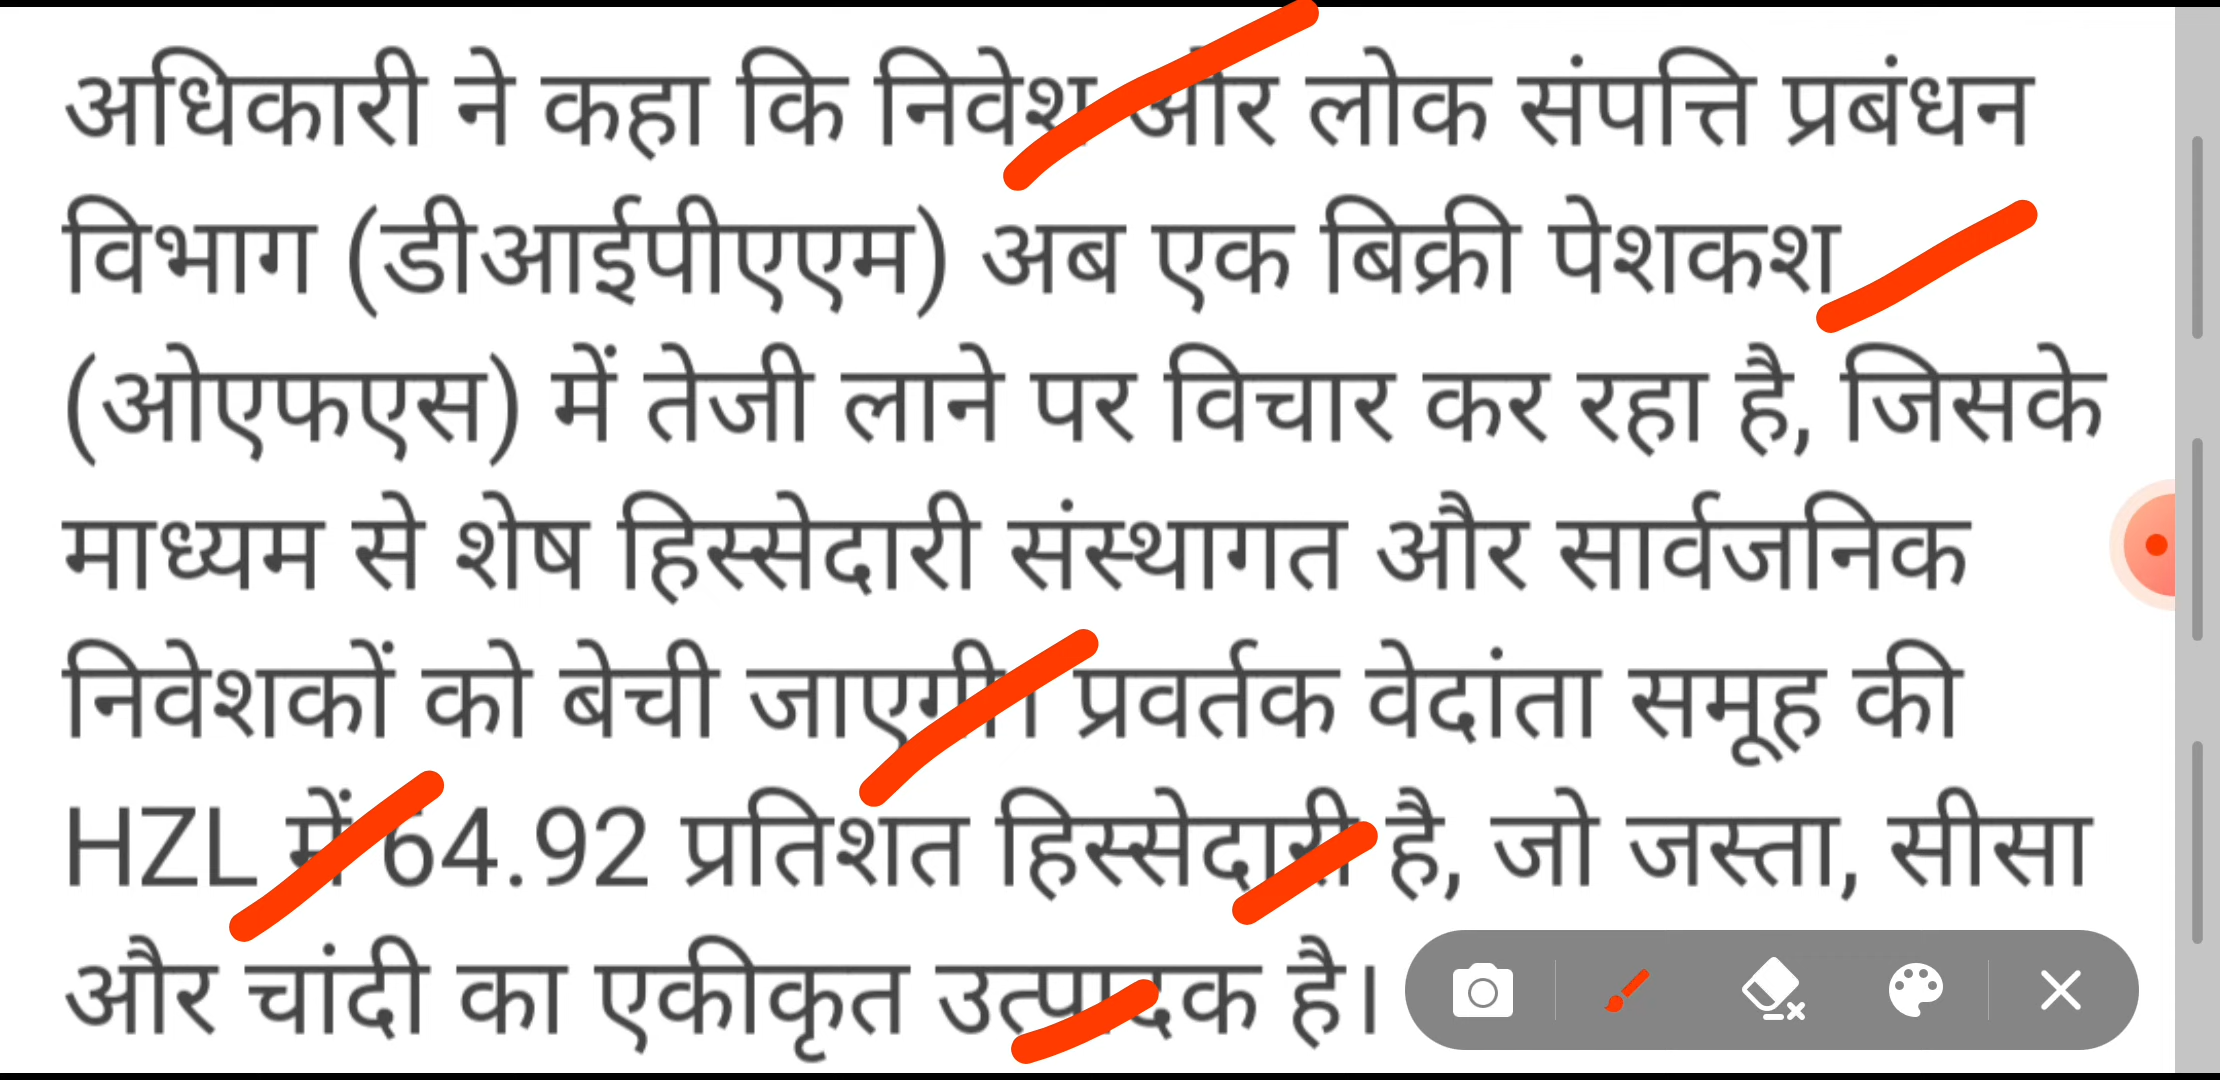 अधिकारी ने कहा कि निवेश और लोक संपत्ति प्रबंधन
विभाग (डीआईपीएएम) अब एक बिक्री पेशकश
(ओएफएस) में तेजी लाने पर विचार कर रहा है, जिसके
माध्यम से शेष हिस्सेदारी संस्थागत और सार्वजनिक
निवेशकों को बेची जाएगी। प्रवर्तक वेदांता समूह की
HZL में 64.92 प्रतिशत हिस्सेदारी है, जो जस्ता, सीसा
और चांदी का एकीकृत उत्पादक है।